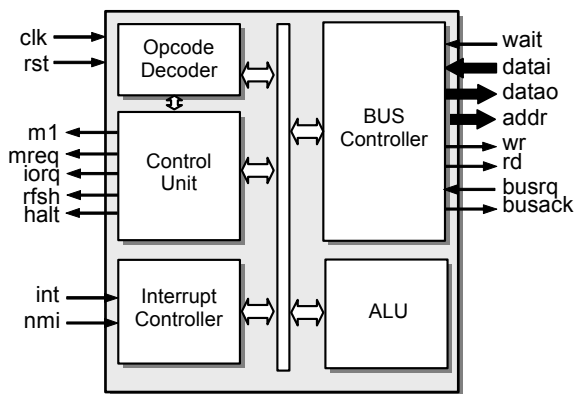 clk
rst
Opcode
Decoder
m1
mreq
iorq
rfsh
halt
Control
Unit
int
nmi
Interrupt
Controller
BUS
Controller
ALU
wait
datai
datao
addr
wr
rd
busrq
busack